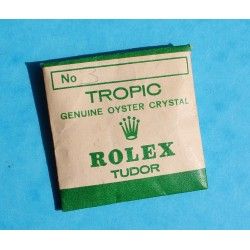 No
TROPIC
GENUINE OYSTER CRYSTAL
ROLEX
TUDOR